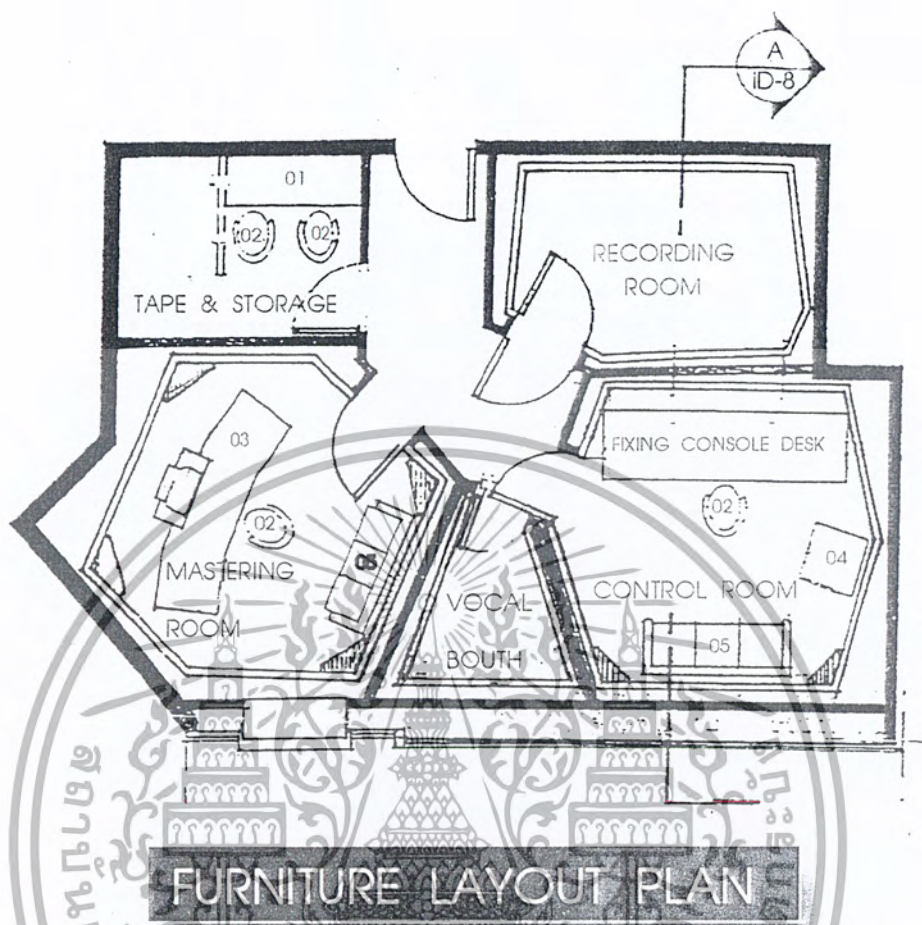 A
iD-8
01
02
02
TAPE & STORAGE
RECORDING
ROOM
03
02
05
MASTERING
ROOM
FIXING CONSOLE DESK
02
04
CONTROL ROOM
05
VOCAL
BOUTH
FURNITURE LAYOUT PLAN